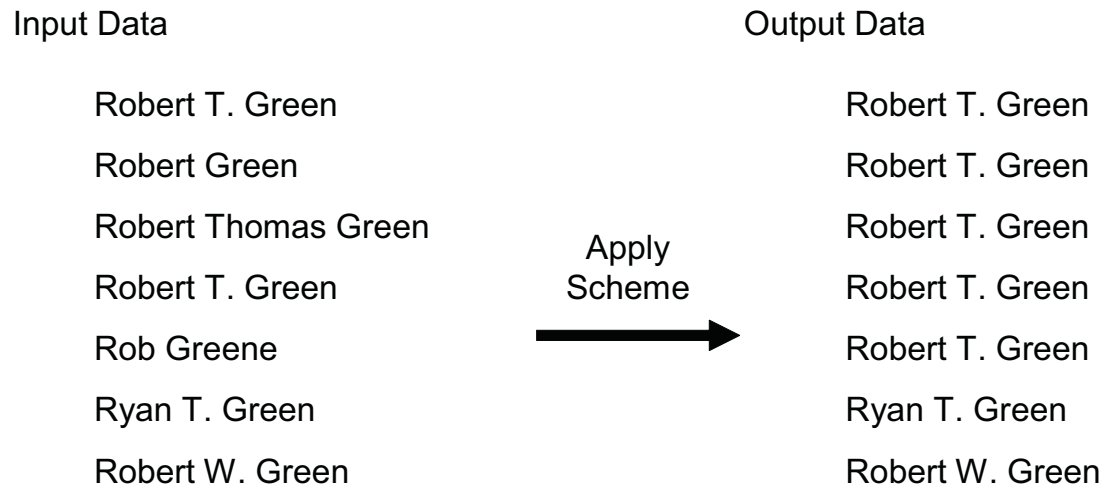 Input Data
Robert T. Green
Robert Green
Robert Thomas Green
Robert T. Green
Rob Greene
Ryan T. Green
Robert W. Green
Apply
Scheme
Output Data
Robert T. Green
Robert T. Green
Robert T. Green
Robert T. Green
Robert T. Green
Ryan T. Green
Robert W. Green